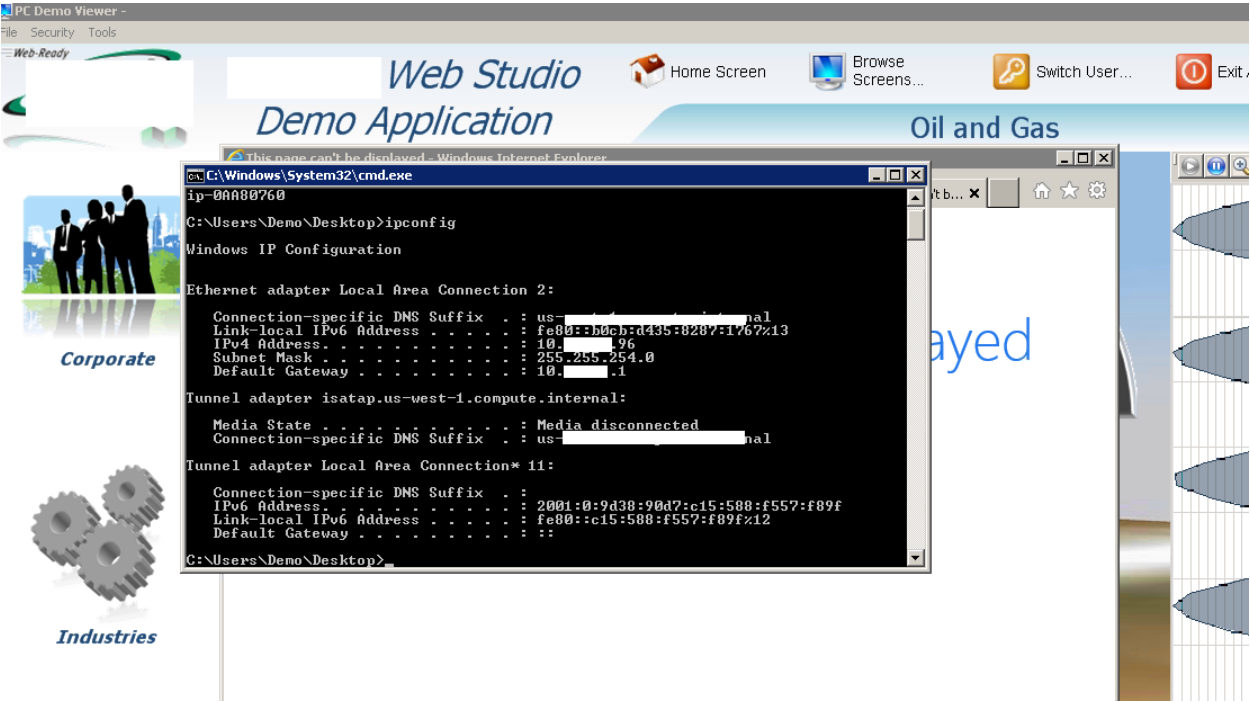 PC Demo Viewer -
File Security Tools
Web-Ready
Web Studio
Demo Application
Home Screen
Browse
Screens...
Switch User...
Exit
Oil and Gas
This page can't be displayed - Windows Internet Explorer
C:\Windows\System32\cmd.exe
't b...
ip-0AA80760
C:\Users\Demo\Desktop>ipconfig
Windows IP Configuration
Ethernet adapter Local Area Connection 2:
Connection-specific DNS Suffix . : us- nal
Link-local IPv6 Address . . . . . : fe80::b0cb:d435:8287:1767%13
IPv4 Address. . . . . . . . . . . : 10. .96
Subnet Mask . . . . . . . . . . . : 255.255.254.0
Default Gateway . . . . . . . . . : 10. .1
Tunnel adapter isatap.us-west-1.compute.internal:
Media State . . . . . . . . . . . : Media disconnected
Connection-specific DNS Suffix . : us- nal
Tunnel adapter Local Area Connection* 11:
Connection-specific DNS Suffix . :
IPv6 Address. . . . . . . . . . . : 2001:0:9d38:90d7:c15:588:f557:f89f
Link-local IPv6 Address . . . . . : fe80::c15:588:f557:f89f%12
Default Gateway . . . . . . . . . : ::
C:\Users\Demo\Desktop>_
ayed
Corporate
Industries